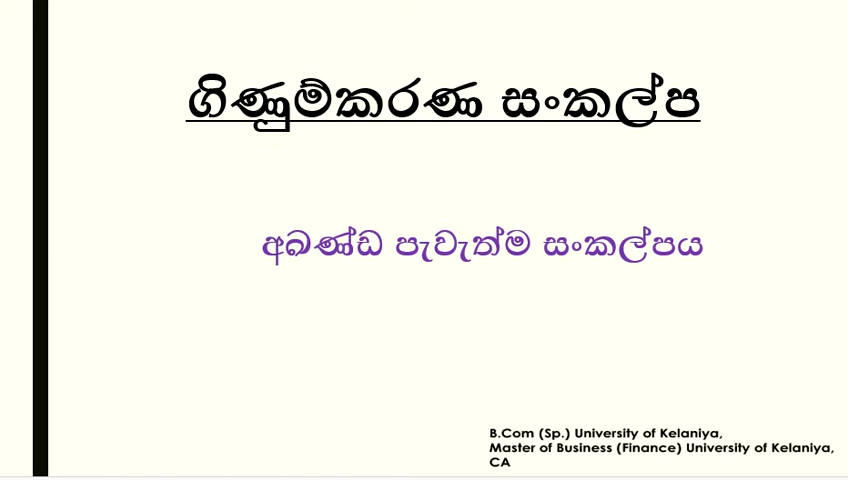 ගිණුම්කරණ සංකල්ප
අඛණ්ඩ පැවැත්ම සංකල්පය
B.Com (Sp.) University of Kelaniya,
Master of Business (Finance) University of Kelaniya,
CA